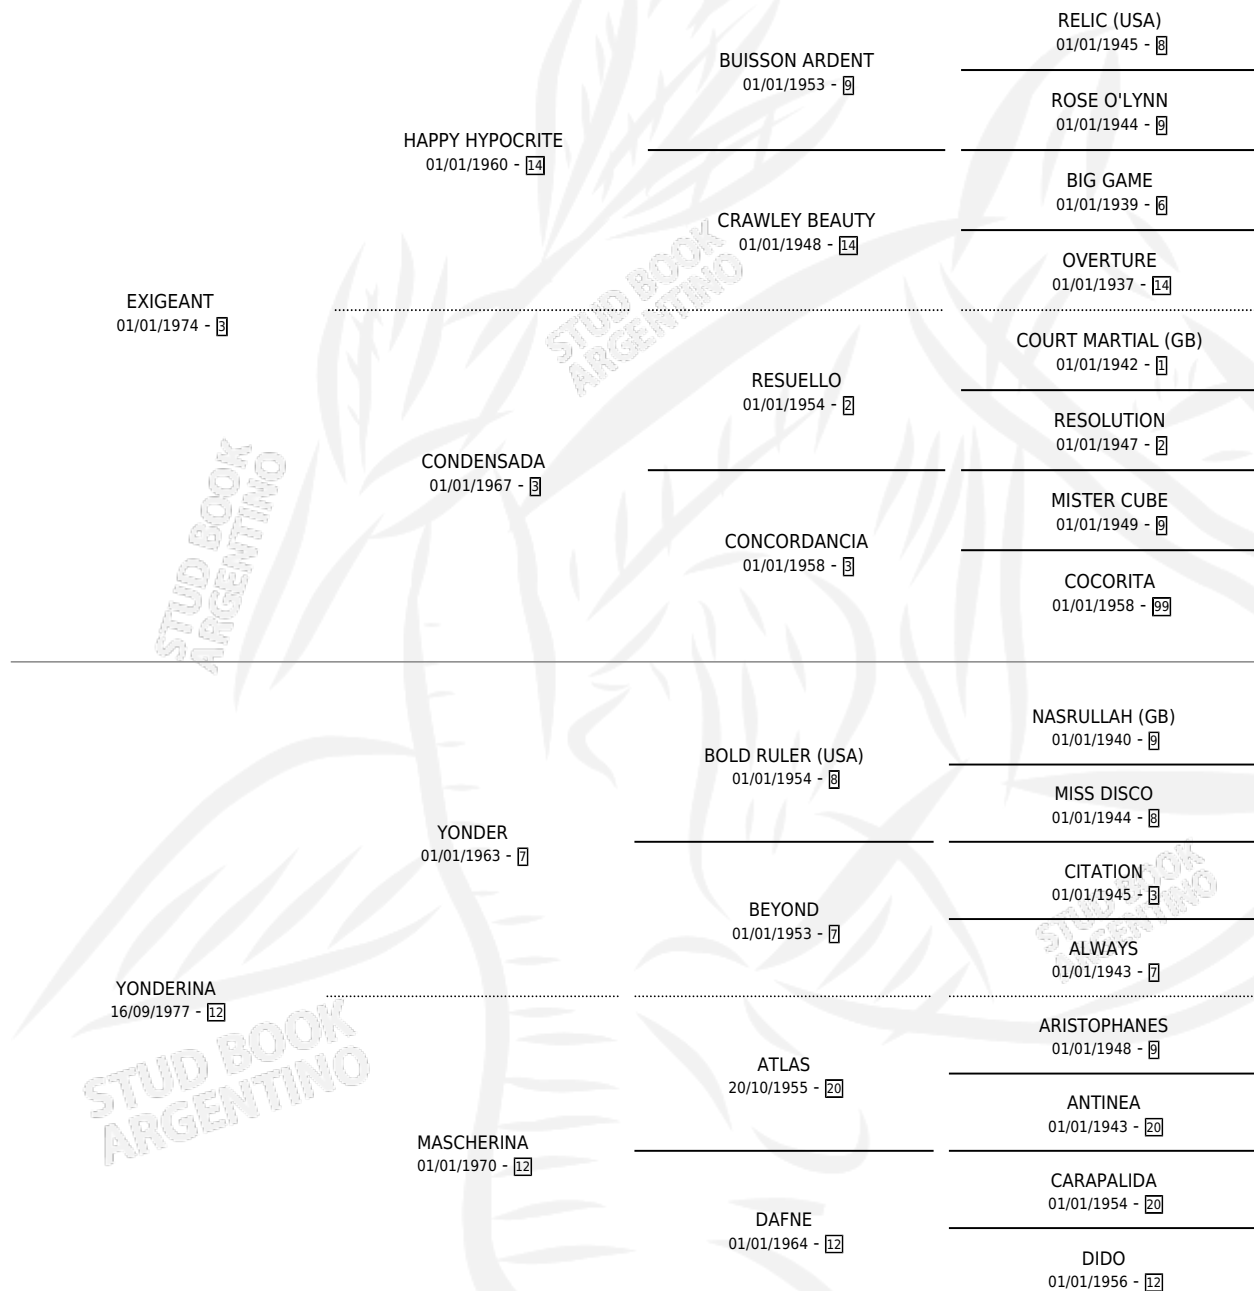 RELIC (USA)
01/01/1945 - 8
BUISSON ARDENT
01/01/1953 - 9
ROSE O'LYNN
01/01/1944 - 9
HAPPY HYPOCRITE
01/01/1960 - 14
BIG GAME
01/01/1939 - 6
CRAWLEY BEAUTY
01/01/1948 - 14
OVERTURE
01/01/1937 - 14
EXIGEANT
01/01/1974 - 3
STUD BOOK
ARGENTINO
COURT MARTIAL (GB)
01/01/1942 - 1
RESUELLO
01/01/1954 - 2
RESOLUTION
01/01/1947 - 2
CONDENSADA
01/01/1967 - 3
MISTER CUBE
01/01/1949 - 9
CONCORDANCIA
01/01/1958 - 3
COCORITA
01/01/1958 - 99
STUD BOOK
ARGENTINO
NASRULLAH (GB)
01/01/1940 - 9
BOLD RULER (USA)
01/01/1954 - 8
MISS DISCO
01/01/1944 - 8
YONDER
01/01/1963 - 7
CITATION
01/01/1945 - 3
BEYOND
01/01/1953 - 7
STUD BOOK
ARGENTINO
ALWAYS
01/01/1943 - 7
YONDERINA
16/09/1977 - 12
STUD BOOK
ARGENTINO
ARISTOPHANES
01/01/1948 - 9
ATLAS
20/10/1955 - 20
ANTINEA
01/01/1943 - 20
MASCHERINA
01/01/1970 - 12
CARAPALIDA
01/01/1954 - 20
DAFNE
01/01/1964 - 12
DIDO
01/01/1956 - 12